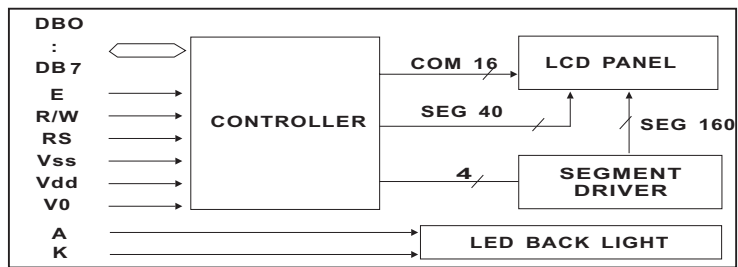 DBO
:
DB7
E
R/W
RS
Vss
Vdd
V0
A
K
CONTROLLER
COM 16
SEG 40
4
LCD PANEL
SEG 160
SEGMENT
DRIVER
LED BACK LIGHT